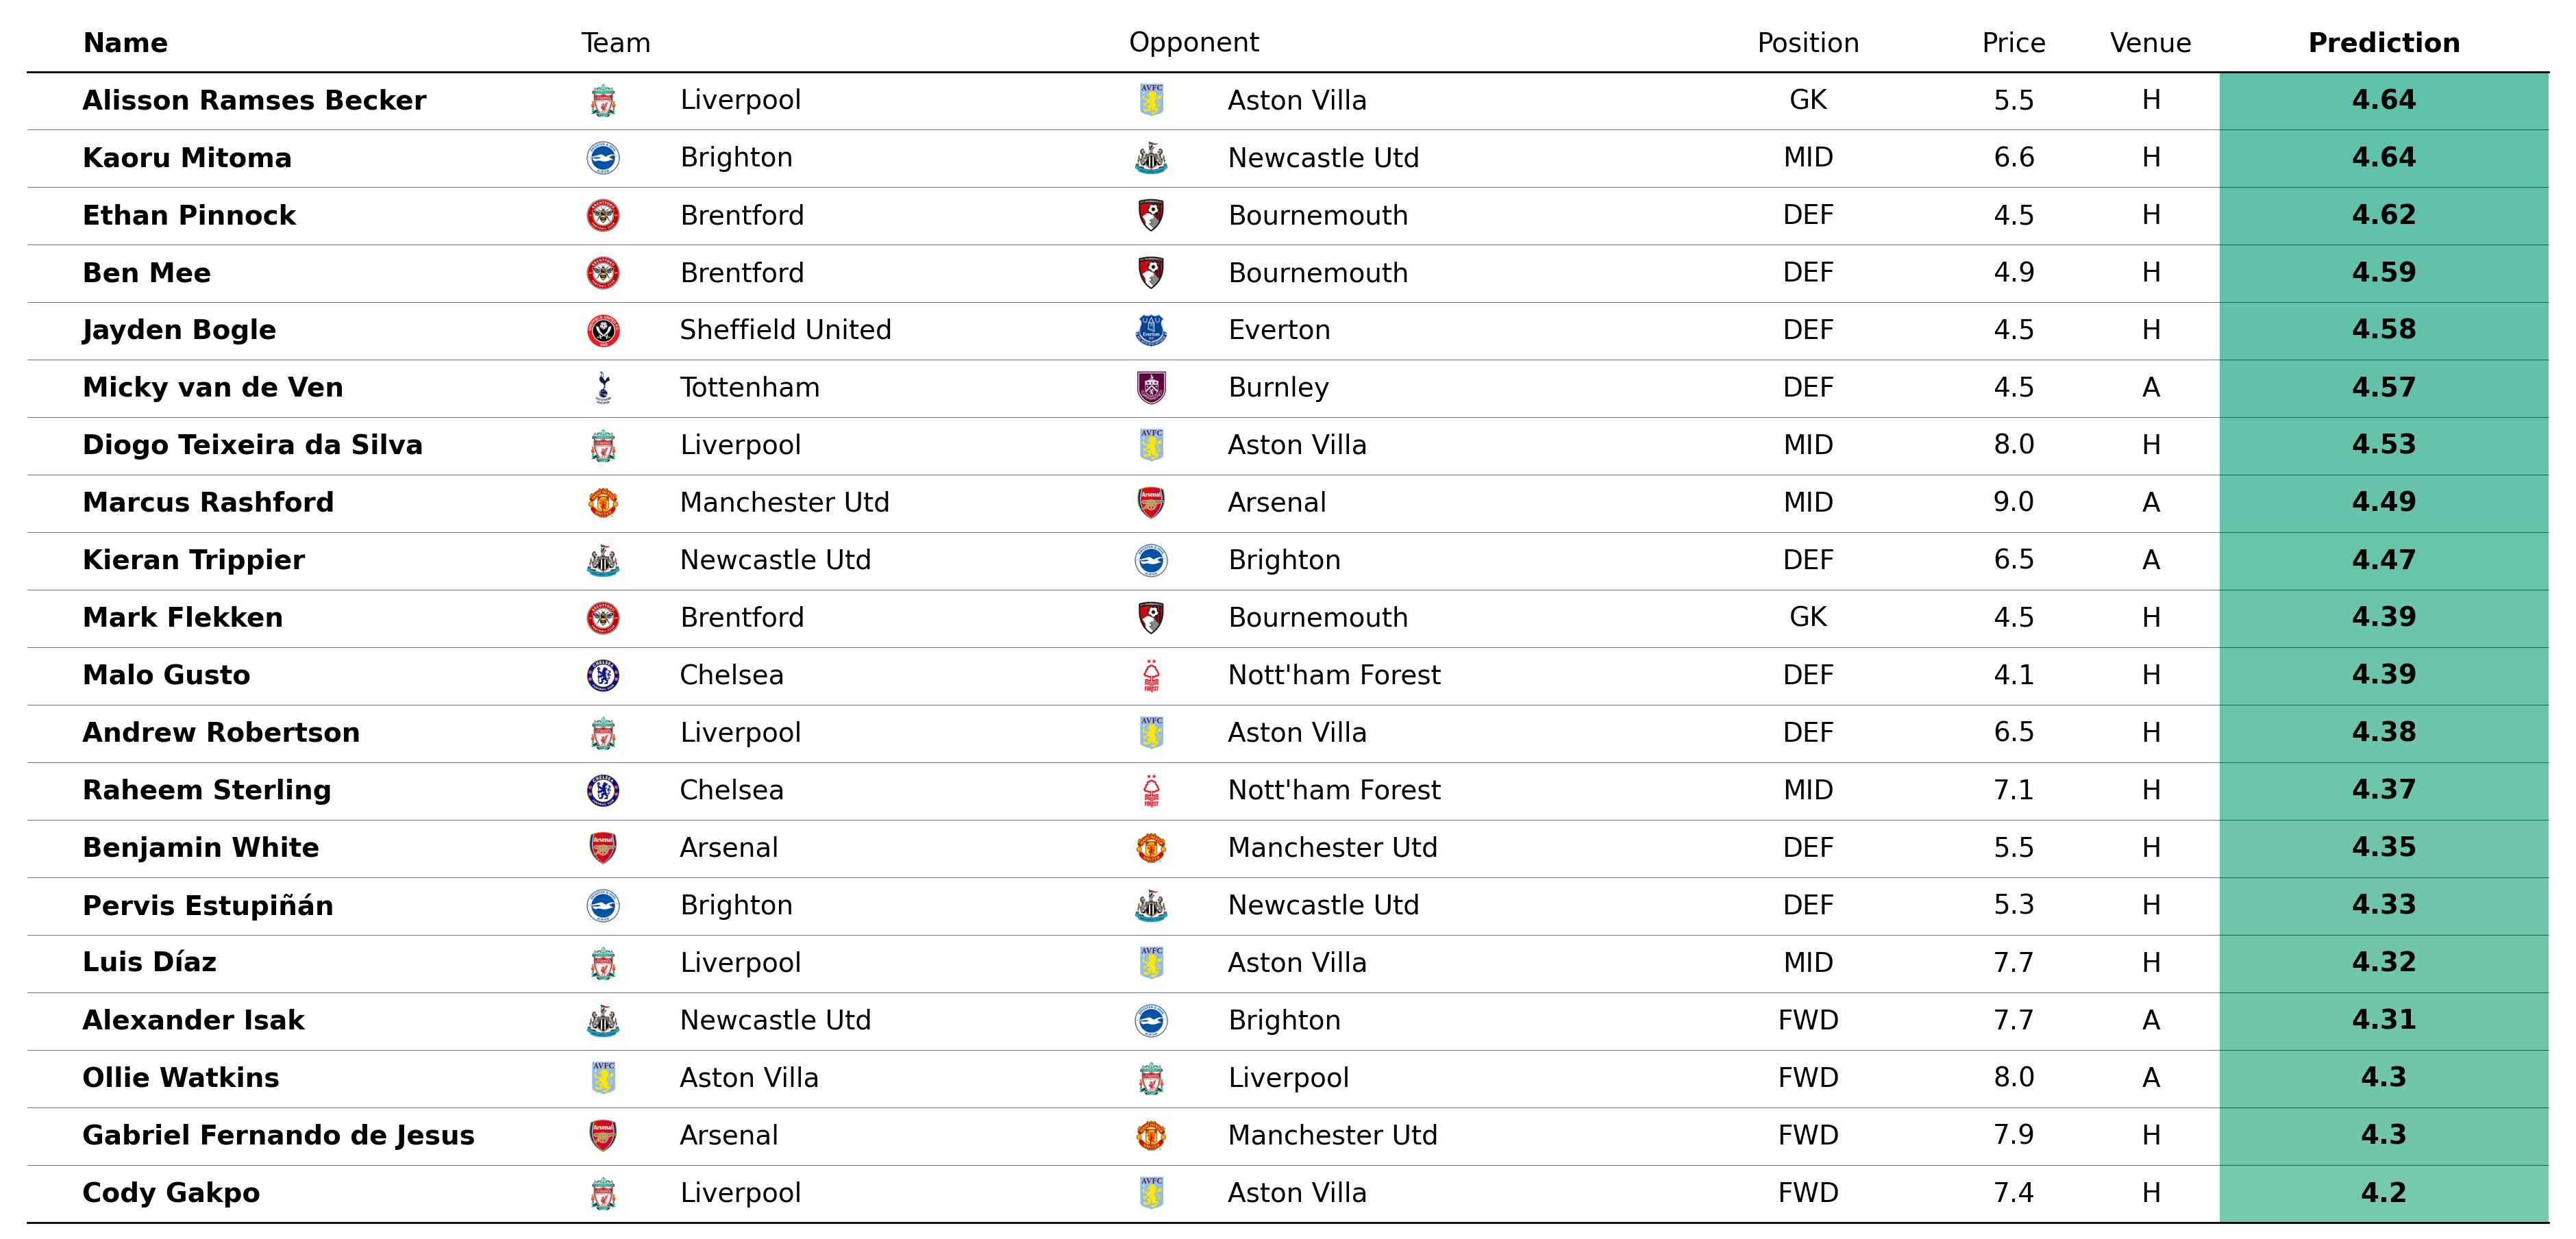 Name Team Opponent Position Price Venue Prediction
Alisson Ramses Becker Liverpool Aston Villa GK 5.5 H 4.64
Kaoru Mitoma Brighton Newcastle Utd MID 6.6 H 4.64
Ethan Pinnock Brentford Bournemouth DEF 4.5 H 4.62
Ben Mee Brentford Bournemouth DEF 4.9 H 4.59
Jayden Bogle Sheffield United Everton DEF 4.5 H 4.58
Micky van de Ven Tottenham Burnley DEF 4.5 A 4.57
Diogo Teixeira da Silva Liverpool Aston Villa MID 8.0 H 4.53
Marcus Rashford Manchester Utd Arsenal MID 9.0 A 4.49
Kieran Trippier Newcastle Utd Brighton DEF 6.5 A 4.47
Mark Flekken Brentford Bournemouth GK 4.5 H 4.39
Malo Gusto Chelsea Nott'ham Forest DEF 4.1 H 4.39
Andrew Robertson Liverpool Aston Villa DEF 6.5 H 4.38
Raheem Sterling Chelsea Nott'ham Forest MID 7.1 H 4.37
Benjamin White Arsenal Manchester Utd DEF 5.5 H 4.35
Pervis Estupiñán Brighton Newcastle Utd DEF 5.3 H 4.33
Luis Díaz Liverpool Aston Villa MID 7.7 H 4.32
Alexander Isak Newcastle Utd Brighton FWD 7.7 A 4.31
Ollie Watkins Aston Villa Liverpool FWD 8.0 A 4.3
Gabriel Fernando de Jesus Arsenal Manchester Utd FWD 7.9 H 4.3
Cody Gakpo Liverpool Aston Villa FWD 7.4 H 4.2